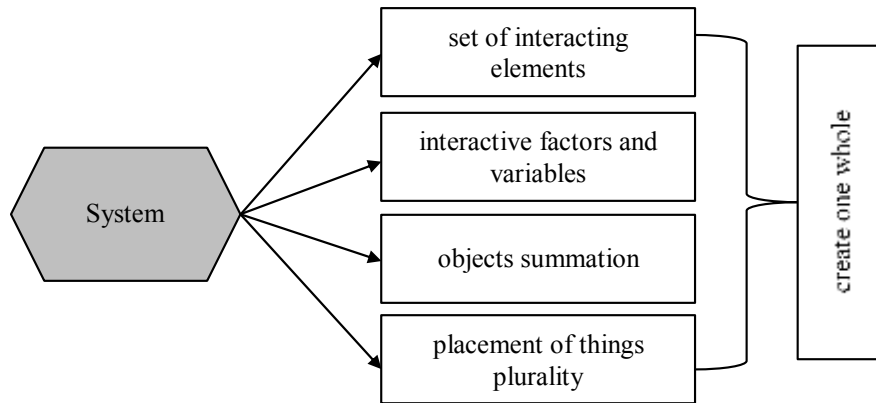 System
set of interacting
elements
interactive factors and
variables
objects summation
placement of things
plurality
create one whole